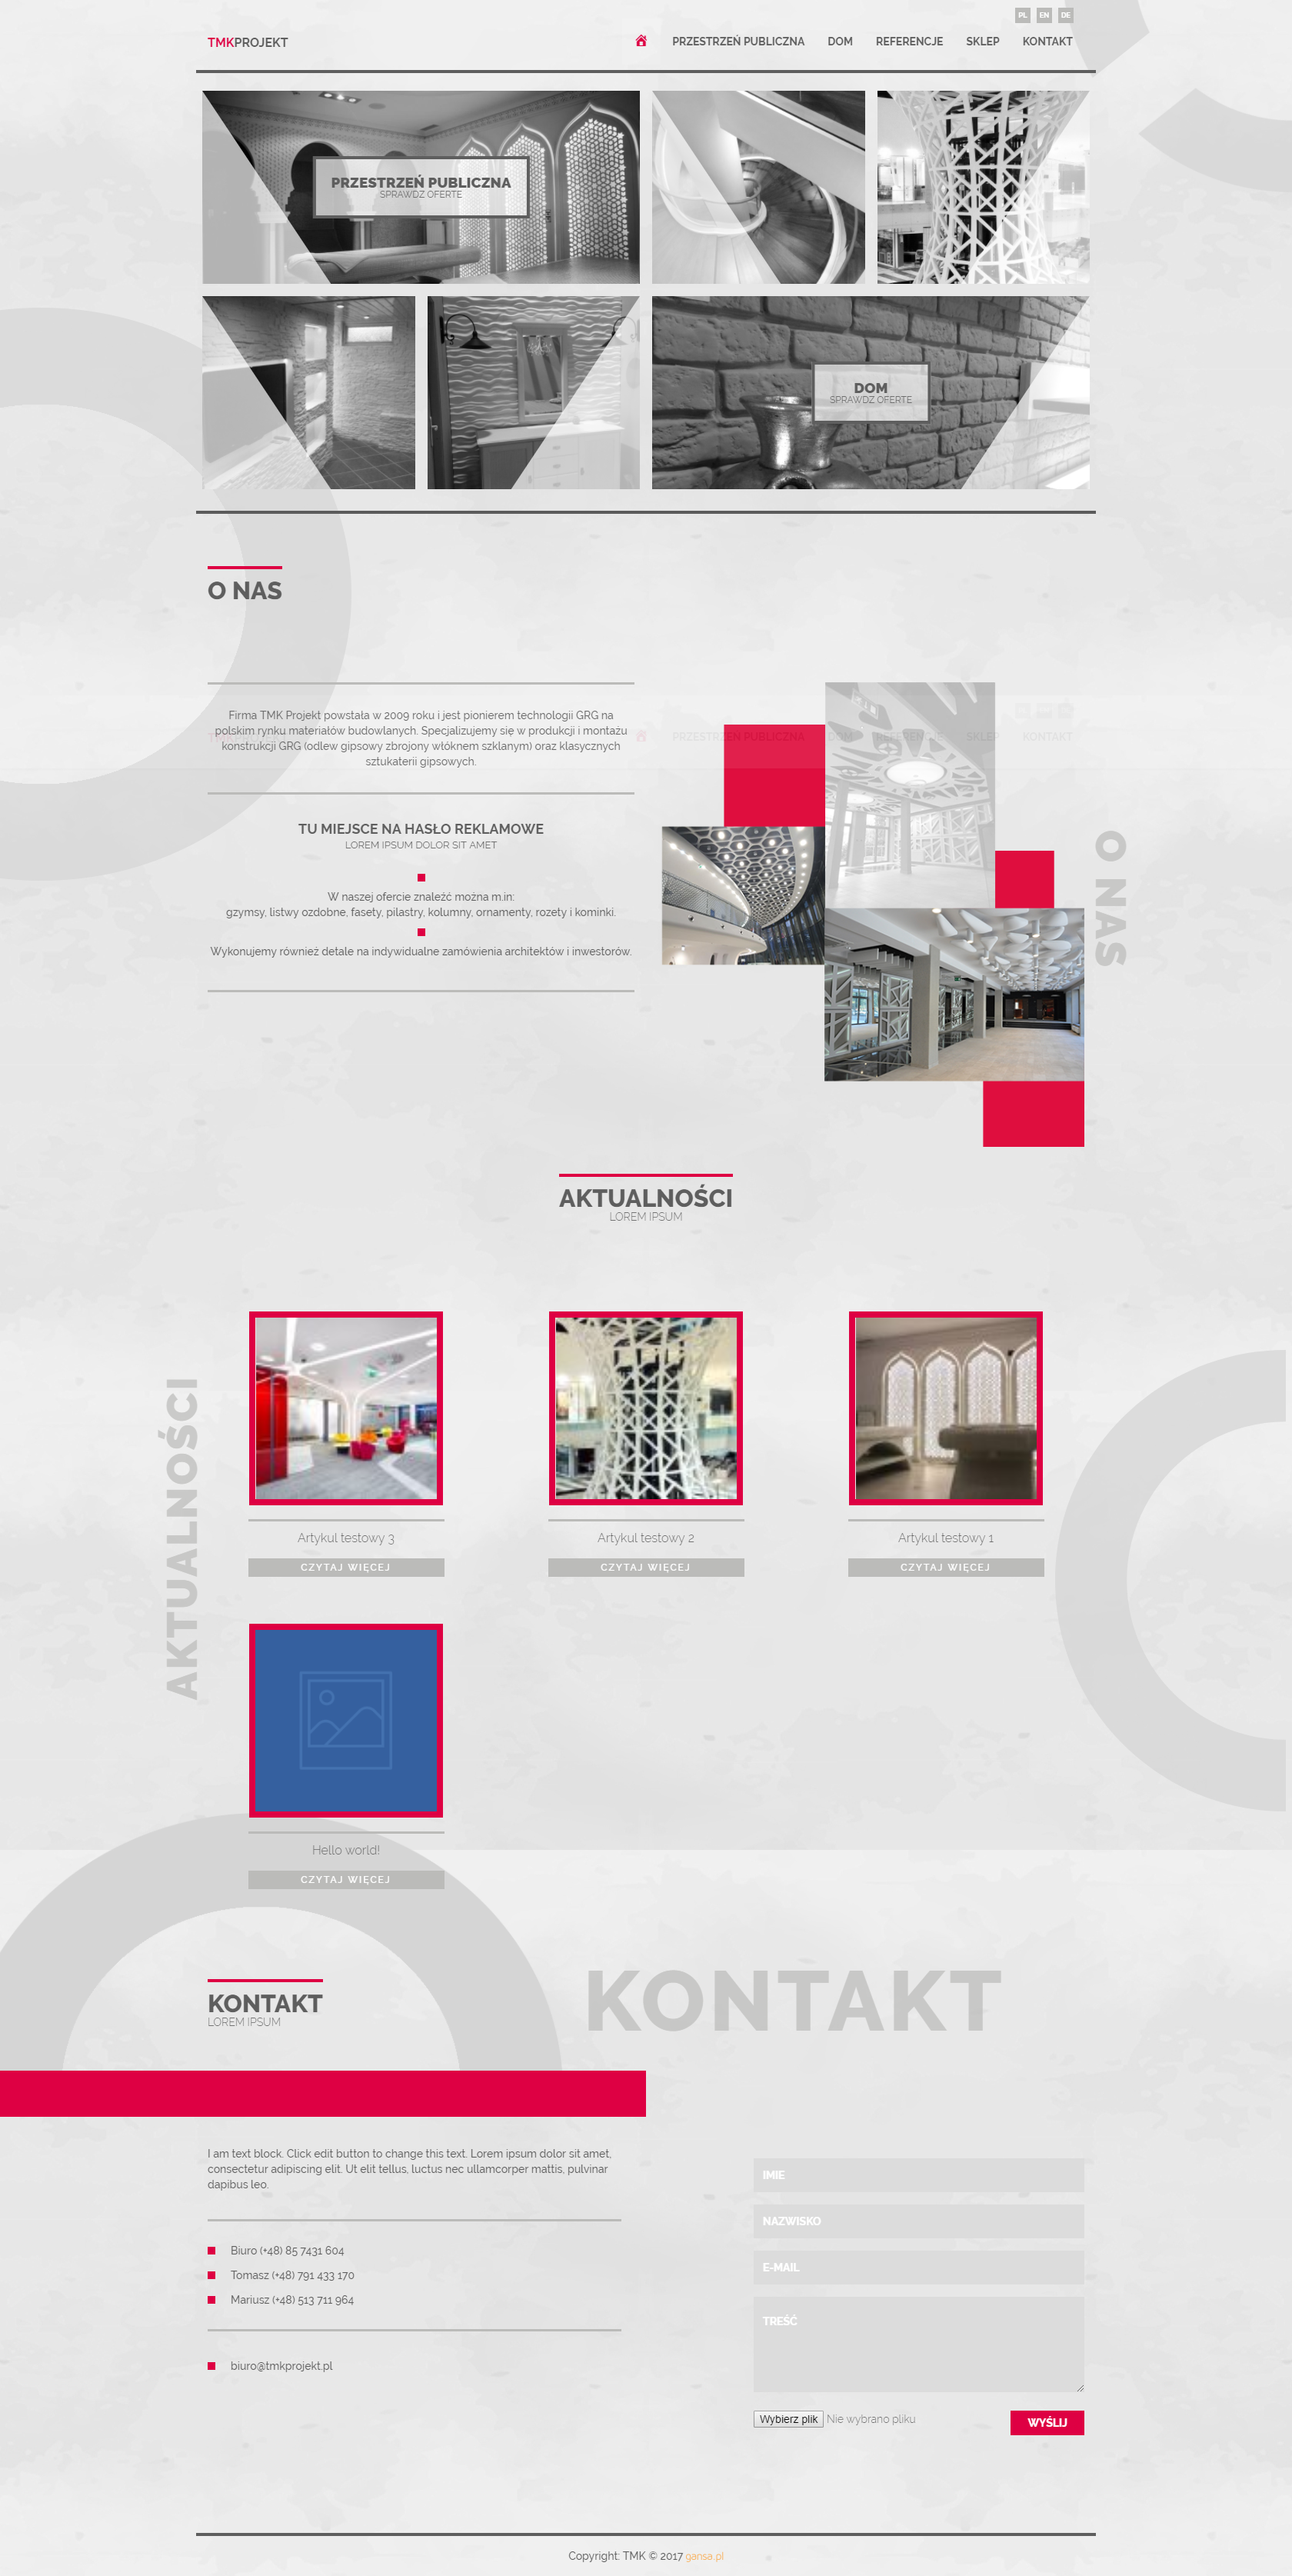 PL EN DE
TMKPROJEKT
PRZESTRZEŃ PUBLICZNA DOM REFERENCJE SKLEP KONTAKT
PRZESTRZEŃ PUBLICZNA
SPRAWDŹ OFERTE
DOM
SPRAWDŹ OFERTE
O NAS
Firma TMK Projekt powstała w 2009 roku i jest pionierem technologii GRG na
polskim rynku materiałów budowlanych. Specjalizujemy się w produkcji i montażu
konstrukcji GRG (odlew gipsowy zbrojony włóknem szklanym) oraz klasycznych
sztukaterii gipsowych.
PRZESTRZEŃ PUBLICZNA DOM REFERENCJE SKLEP KONTAKT
TU MIEJSCE NA HASŁO REKLAMOWE
LOREM IPSUM DOLOR SIT AMET
W naszej ofercie znaleźć można m.in:
gzymsy, listwy ozdobne, fasety, pilastry, kolumny, ornamenty, rozety i kominki.
Wykonujemy również detale na indywidualne zamówienia architektów i inwestorów.
O NAS
AKTUALNOŚCI
LOREM IPSUM
AKTUALNOŚCI
Artykul testowy 3
CZYTAJ WIĘCEJ
Artykul testowy 2
CZYTAJ WIĘCEJ
Artykul testowy 1
CZYTAJ WIĘCEJ
Hello world!
CZYTAJ WIĘCEJ
KONTAKT
LOREM IPSUM
KONTAKT
I am text block. Click edit button to change this text. Lorem ipsum dolor sit amet,
consectetur adipiscing elit. Ut elit tellus, luctus nec ullamcorper mattis, pulvinar
dapibus leo.
Biuro (+48) 85 7431 604
Tomasz (+48) 791 433 170
Mariusz (+48) 513 711 964
biuro@tmkprojekt.pl
IMIE
NAZWISKO
E-MAIL
TREŚĆ
Wybierz plik Nie wybrano pliku
WYŚLIJ
Copyright: TMK © 2017 gansa.pl